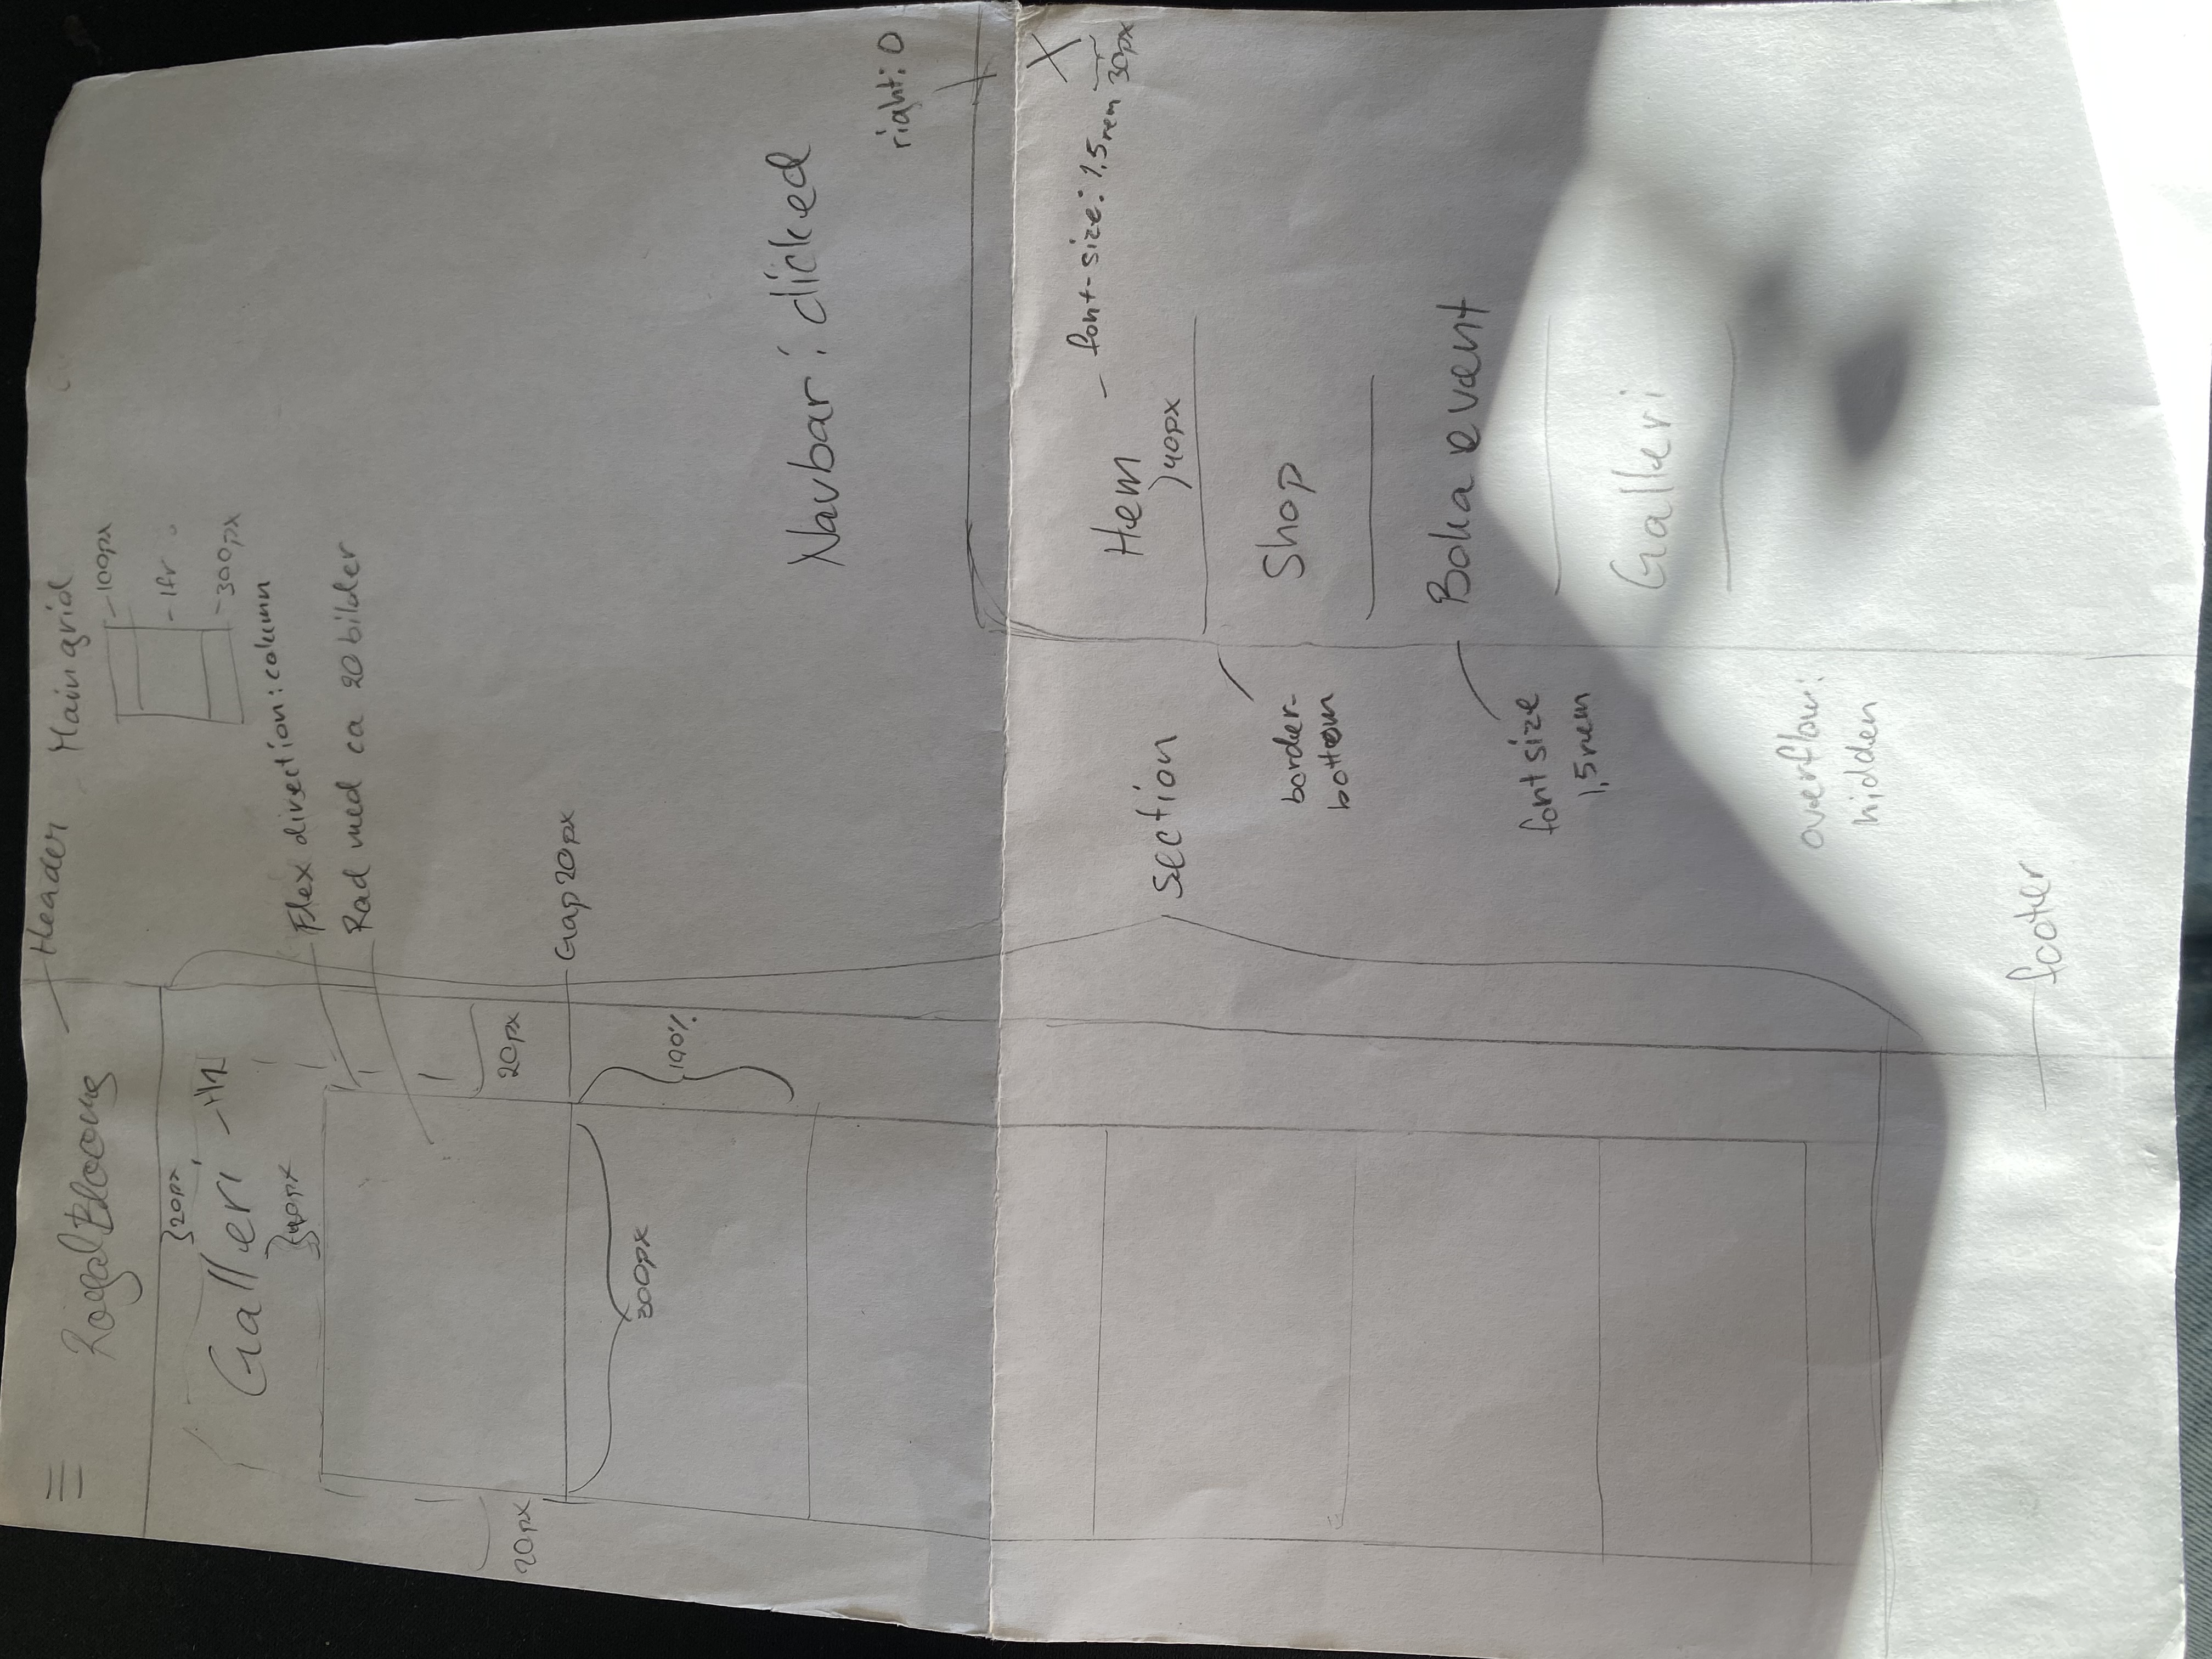 Header
Main grid
RoyalBlooms
100px
20px
1fr
Galleri
H1
300px
40px
Flex direction: column
Rad med ca 20 bilder
20px
20px
Gap 20px
300px
100%
Navbar: clicked
right: 0
X
Hem
font-size: 1.5rem
30px
40px
section
border-
bottom
Shop
Boka event
font size
1,5rem
Galleri
overflow:
hidden
footer